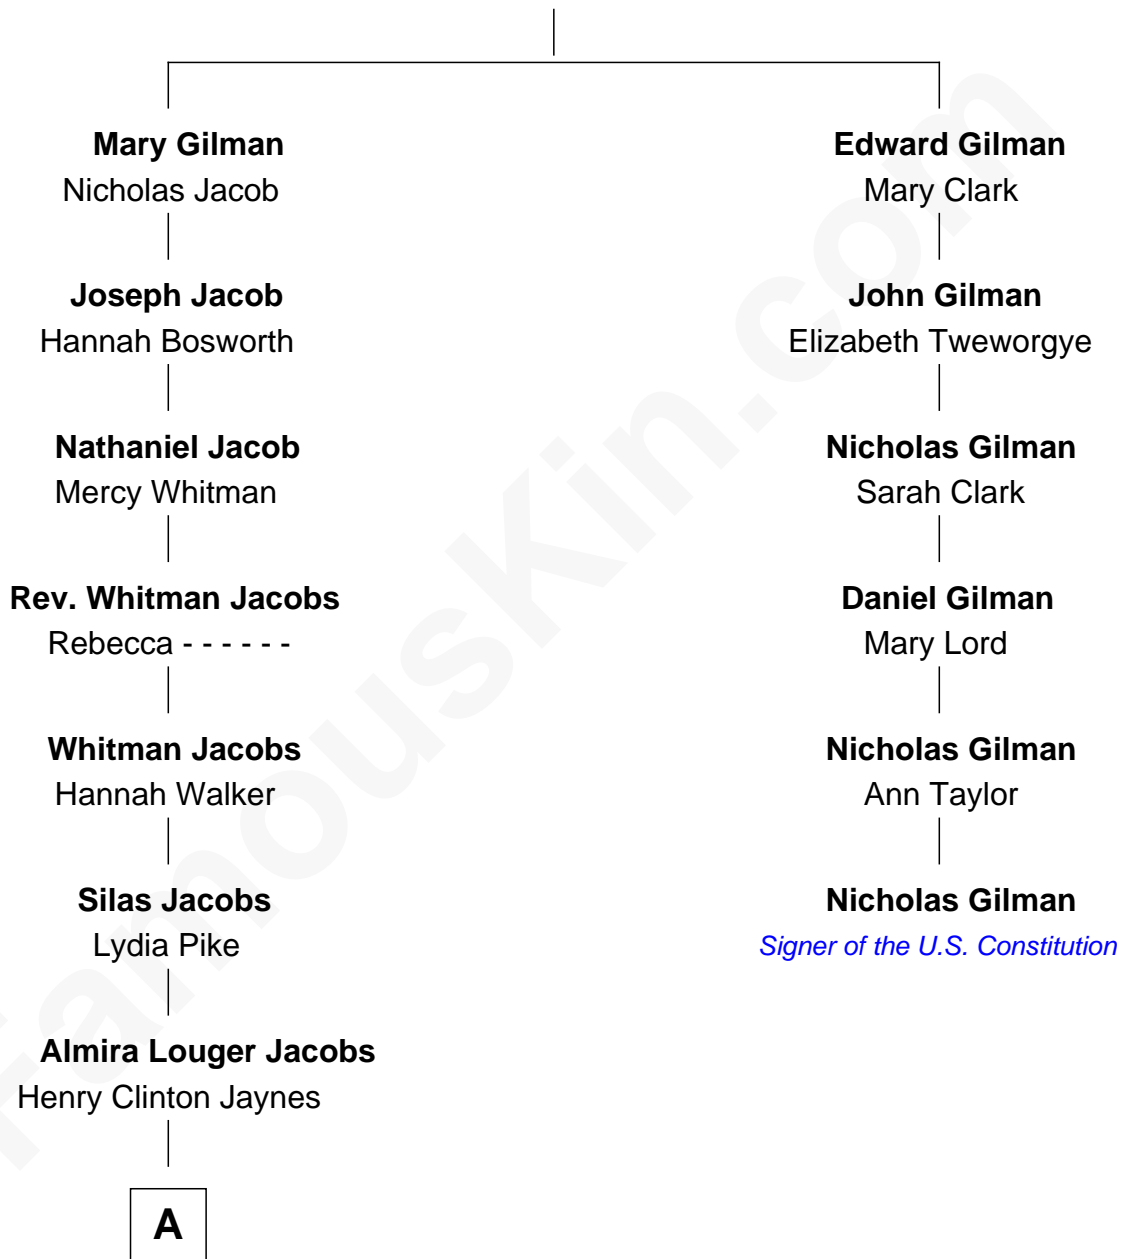 Mary Gilman
Nicholas Jacob
Joseph Jacob
Hannah Bosworth
Nathaniel Jacob
Mercy Whitman
Rev. Whitman Jacobs
Rebecca - - - - - -
Whitman Jacobs
Hannah Walker
Silas Jacobs
Lydia Pike
Almira Louger Jacobs
Henry Clinton Jaynes
A
Edward Gilman
Mary Clark
John Gilman
Elizabeth Tweworgye
Nicholas Gilman
Sarah Clark
Daniel Gilman
Mary Lord
Nicholas Gilman
Ann Taylor
Nicholas Gilman
Signer of the U.S. Constitution
FamousKin.com